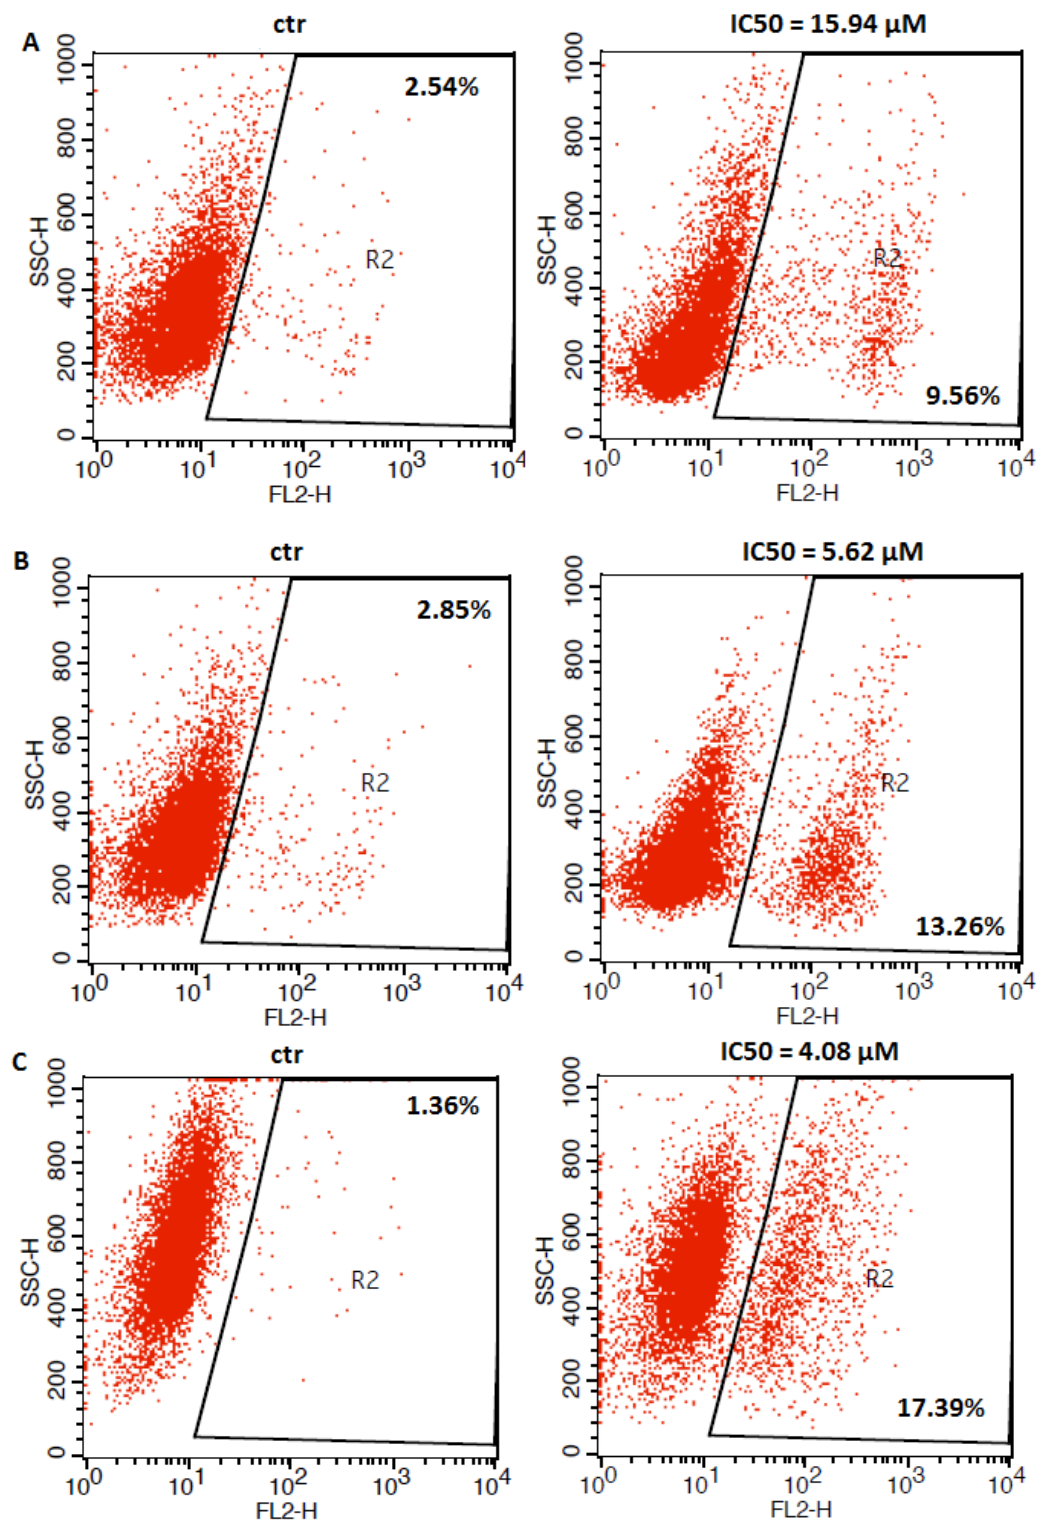 A
ctr
IC50 = 15.94 µM
1000
800
600
400
200
0
SSC-H
2.54%
R2
10^0 10^1 10^2 10^3 10^4
FL2-H
1000
800
600
400
200
0
SSC-H
R2
9.56%
10^0 10^1 10^2 10^3 10^4
FL2-H
B
ctr
IC50 = 5.62 µM
1000
800
600
400
200
0
SSC-H
2.85%
R2
10^0 10^1 10^2 10^3 10^4
FL2-H
1000
800
600
400
200
0
SSC-H
R2
13.26%
10^0 10^1 10^2 10^3 10^4
FL2-H
C
ctr
IC50 = 4.08 µM
1000
800
600
400
200
0
SSC-H
1.36%
R2
10^0 10^1 10^2 10^3 10^4
FL2-H
1000
800
600
400
200
0
SSC-H
R2
17.39%
10^0 10^1 10^2 10^3 10^4
FL2-H